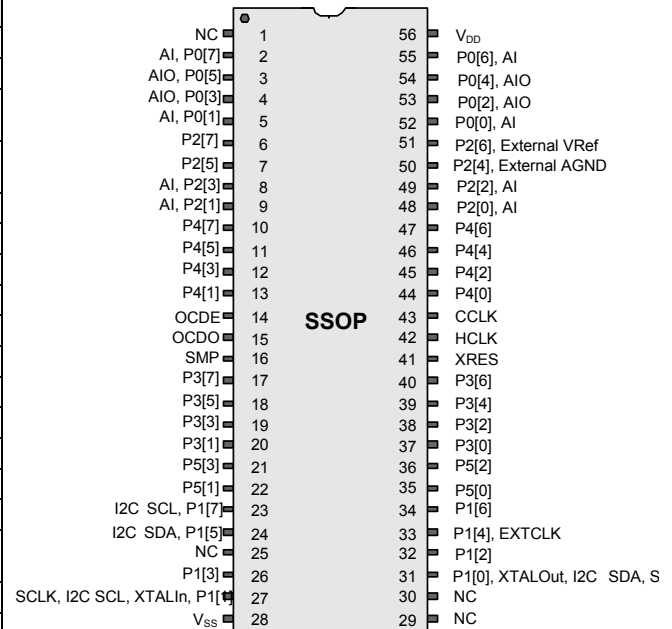 NC 1 56 VDD
AI, P0[7] 2 55 P0[6], AI
AIO, P0[5] 3 54 P0[4], AIO
AIO, P0[3] 4 53 P0[2], AIO
AI, P0[1] 5 52 P0[0], AI
P2[7] 6 51 P2[6], External VRef
P2[5] 7 50 P2[4], External AGND
AI, P2[3] 8 49 P2[2], AI
AI, P2[1] 9 48 P2[0], AI
P4[7] 10 47 P4[6]
P4[5] 11 46 P4[4]
P4[3] 12 45 P4[2]
P4[1] 13 44 P4[0]
OCDE 14 SSOP 43 CCLK
OCDO 15 42 HCLK
SMP 16 41 XRES
P3[7] 17 40 P3[6]
P3[5] 18 39 P3[4]
P3[3] 19 38 P3[2]
P3[1] 20 37 P3[0]
P5[3] 21 36 P5[2]
P5[1] 22 35 P5[0]
I2C SCL, P1[7] 23 34 P1[6]
I2C SDA, P1[5] 24 33 P1[4], EXTCLK
NC 25 32 P1[2]
P1[3] 26 31 P1[0], XTALOut, I2C SDA, S
SCLK, I2C SCL, XTALIn, P1[1] 27 30 NC
VSS 28 29 NC